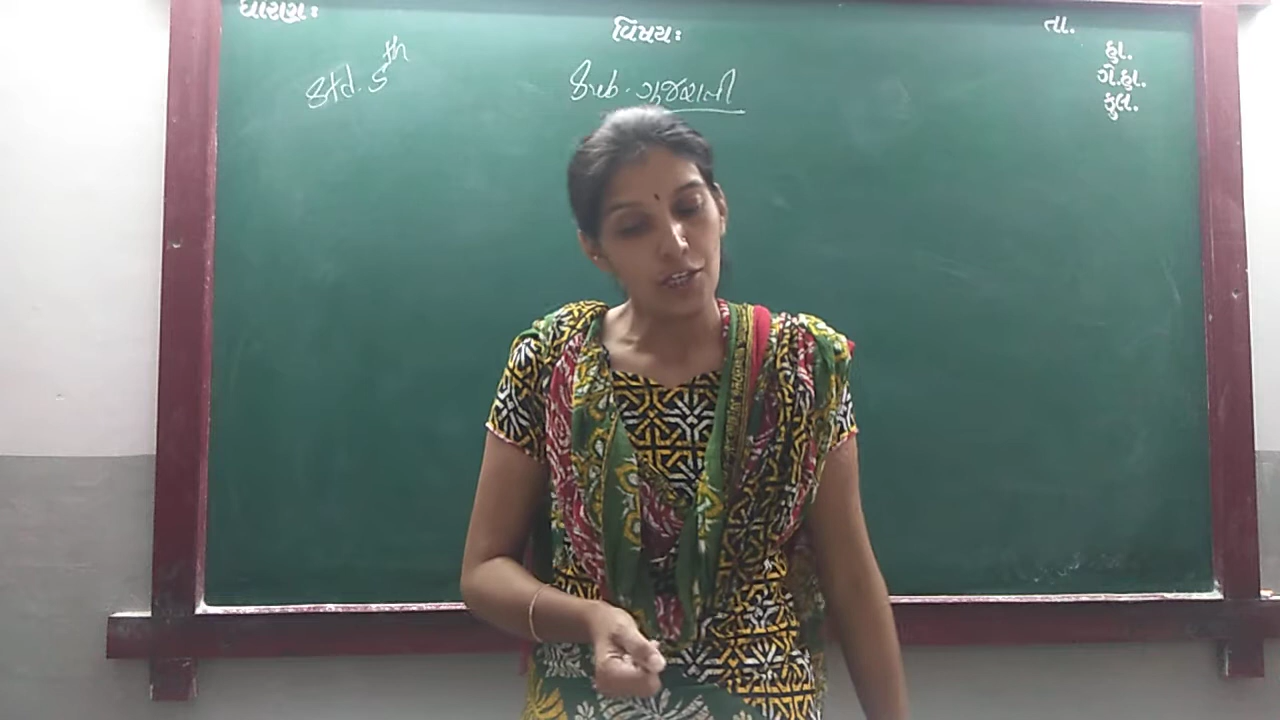 ધોરણ:
વિષય:
તા.
હા.
ગે.હા.
કુલ.
Std. 5th
Sub. ગુજરાતી